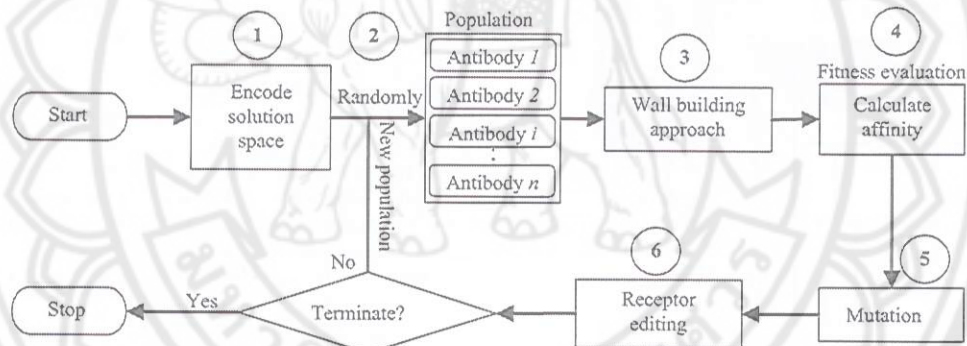 1
2
Population
4
Antibody 1
3
Fitness evaluation
Start
Encode
solution
space
Randomly
Antibody 2
Wall building
approach
Calculate
affinity
Antibody i
⋮
Antibody n
New population
6
5
No
Stop
Yes
Terminate?
Receptor
editing
Mutation